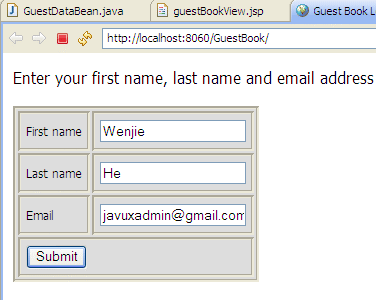 GuestDataBean.java guestBookView.jsp Guest Book L
http://localhost:8060/GuestBook/
Enter your first name, last name and email address
First name Wenjie
Last name He
Email javuxadmin@gmail.com
Submit